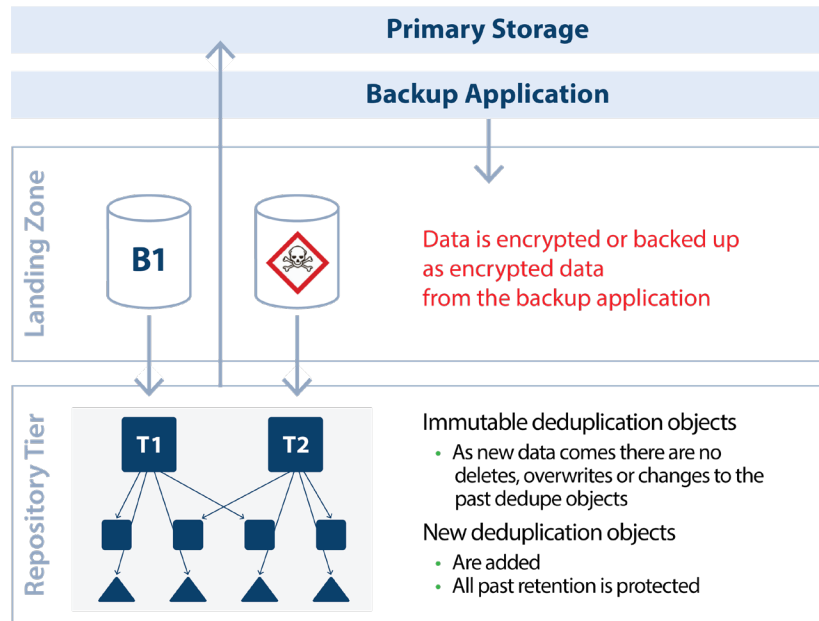 Primary Storage
Backup Application
Landing Zone
B1
Data is encrypted or backed up
as encrypted data
from the backup application
Repository Tier
T1
T2
Immutable deduplication objects
• As new data comes there are no
deletes, overwrites or changes to the
past dedupe objects
New deduplication objects
• Are added
• All past retention is protected